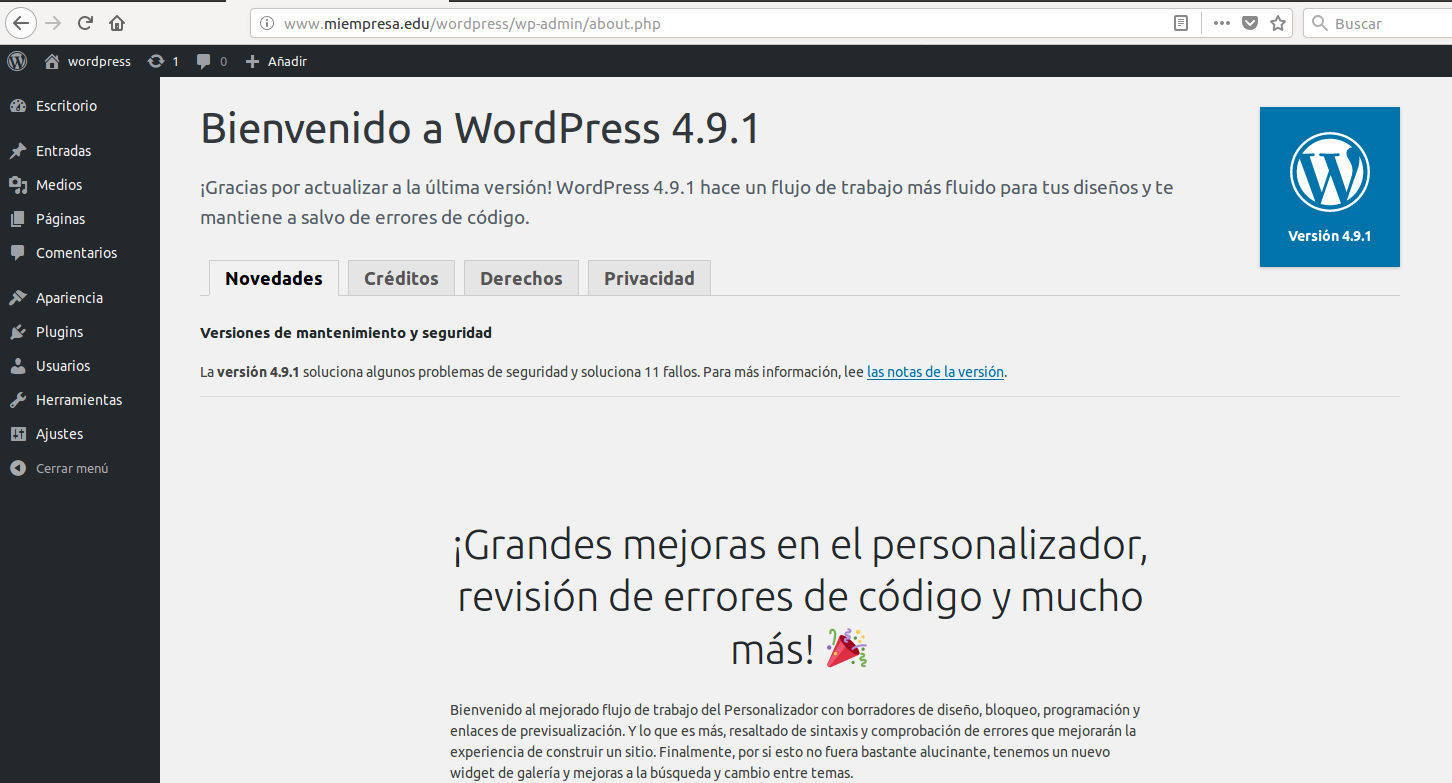 www.miempresa.edu/wordpress/wp-admin/about.php
Buscar
wordpress
1
0
Añadir
Escritorio
Entradas
Medios
Páginas
Comentarios
Apariencia
Plugins
Usuarios
Herramientas
Ajustes
Cerrar menú
Bienvenido a WordPress 4.9.1
¡Gracias por actualizar a la última versión! WordPress 4.9.1 hace un flujo de trabajo más fluido para tus diseños y te
mantiene a salvo de errores de código.
Versión 4.9.1
Novedades
Créditos
Derechos
Privacidad
Versiones de mantenimiento y seguridad
La versión 4.9.1 soluciona algunos problemas de seguridad y soluciona 11 fallos. Para más información, lee las notas de la versión.
¡Grandes mejoras en el personalizador,
revisión de errores de código y mucho
más! 🎉
Bienvenido al mejorado flujo de trabajo del Personalizador con borradores de diseño, bloqueo, programación y
enlaces de previsualización. Y lo que es más, resaltado de sintaxis y comprobación de errores que mejorarán la
experiencia de construir un sitio. Finalmente, por si esto no fuera bastante alucinante, tenemos un nuevo
widget de galería y mejoras a la búsqueda y cambio entre temas.